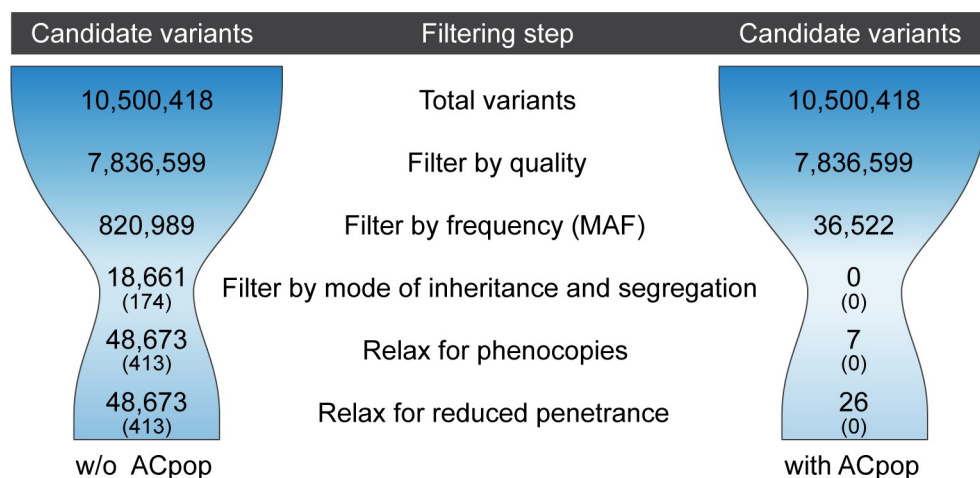 Candidate variants Filtering step Candidate variants
10,500,418 Total variants 10,500,418
7,836,599 Filter by quality 7,836,599
820,989 Filter by frequency (MAF) 36,522
18,661 Filter by mode of inheritance and segregation 0
(174) (0)
48,673 Relax for phenocopies 7
(413) (0)
48,673 Relax for reduced penetrance 26
(413) (0)
w/o ACpop with ACpop